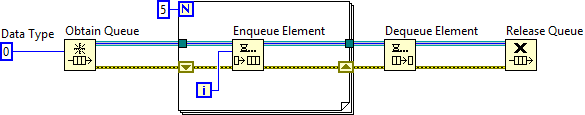 5 N
Data Type Obtain Queue Enqueue Element Dequeue Element Release Queue
0
i